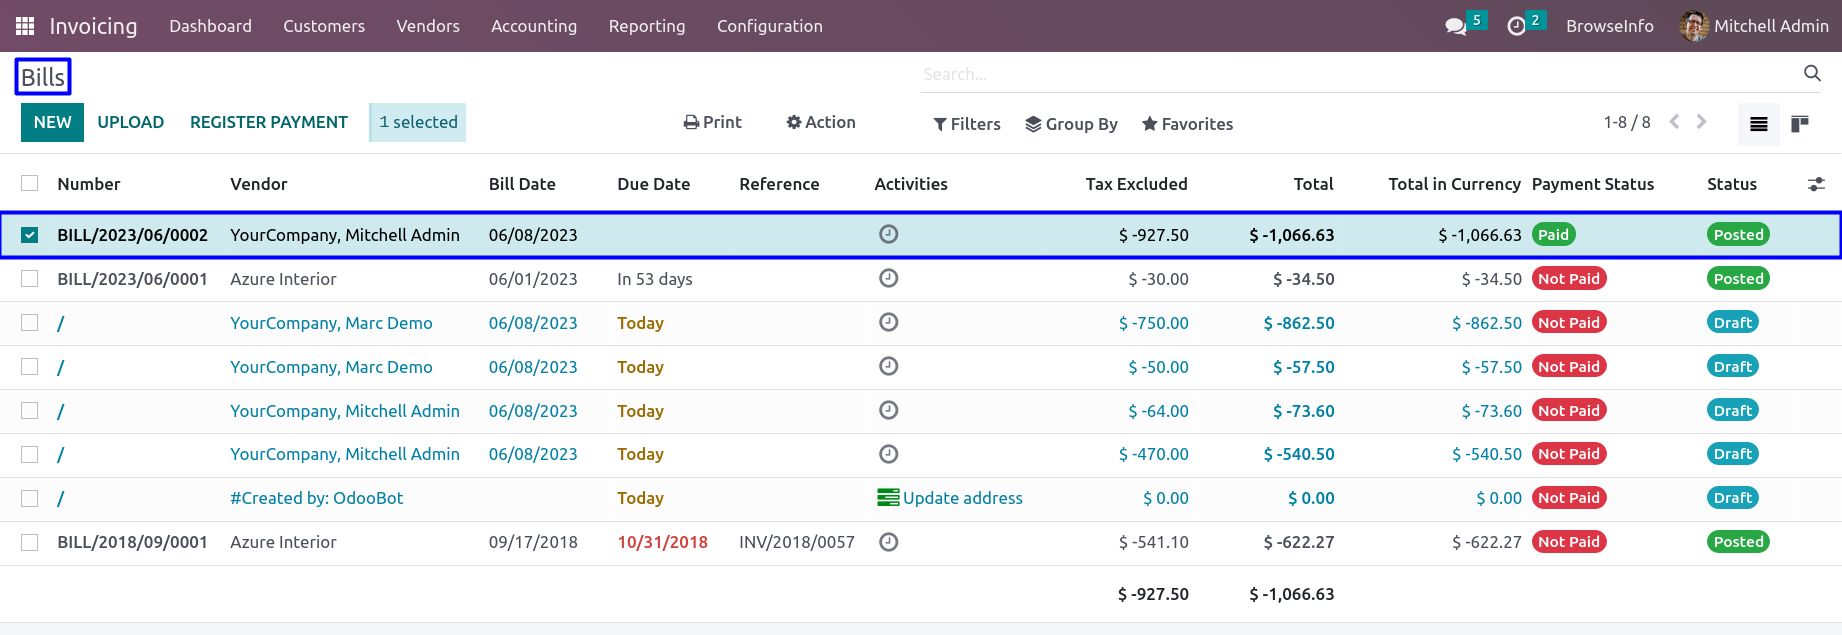 Invoicing Dashboard Customers Vendors Accounting Reporting Configuration 5 2 BrowseInfo Mitchell Admin
Bills Search...
NEW UPLOAD REGISTER PAYMENT 1 selected Print Action Filters Group By Favorites 1-8 / 8
Number Vendor Bill Date Due Date Reference Activities Tax Excluded Total Total in Currency Payment Status Status
BILL/2023/06/0002 YourCompany, Mitchell Admin 06/08/2023 $ -927.50 $ -1,066.63 $ -1,066.63 Paid Posted
BILL/2023/06/0001 Azure Interior 06/01/2023 In 53 days $ -30.00 $ -34.50 $ -34.50 Not Paid Posted
/ YourCompany, Marc Demo 06/08/2023 Today $ -750.00 $ -862.50 $ -862.50 Not Paid Draft
/ YourCompany, Marc Demo 06/08/2023 Today $ -50.00 $ -57.50 $ -57.50 Not Paid Draft
/ YourCompany, Mitchell Admin 06/08/2023 Today $ -64.00 $ -73.60 $ -73.60 Not Paid Draft
/ YourCompany, Mitchell Admin 06/08/2023 Today $ -470.00 $ -540.50 $ -540.50 Not Paid Draft
/ #Created by: OdooBot Today Update address $ 0.00 $ 0.00 $ 0.00 Not Paid Draft
BILL/2018/09/0001 Azure Interior 09/17/2018 10/31/2018 INV/2018/0057 $ -541.10 $ -622.27 $ -622.27 Not Paid Posted
$ -927.50 $ -1,066.63